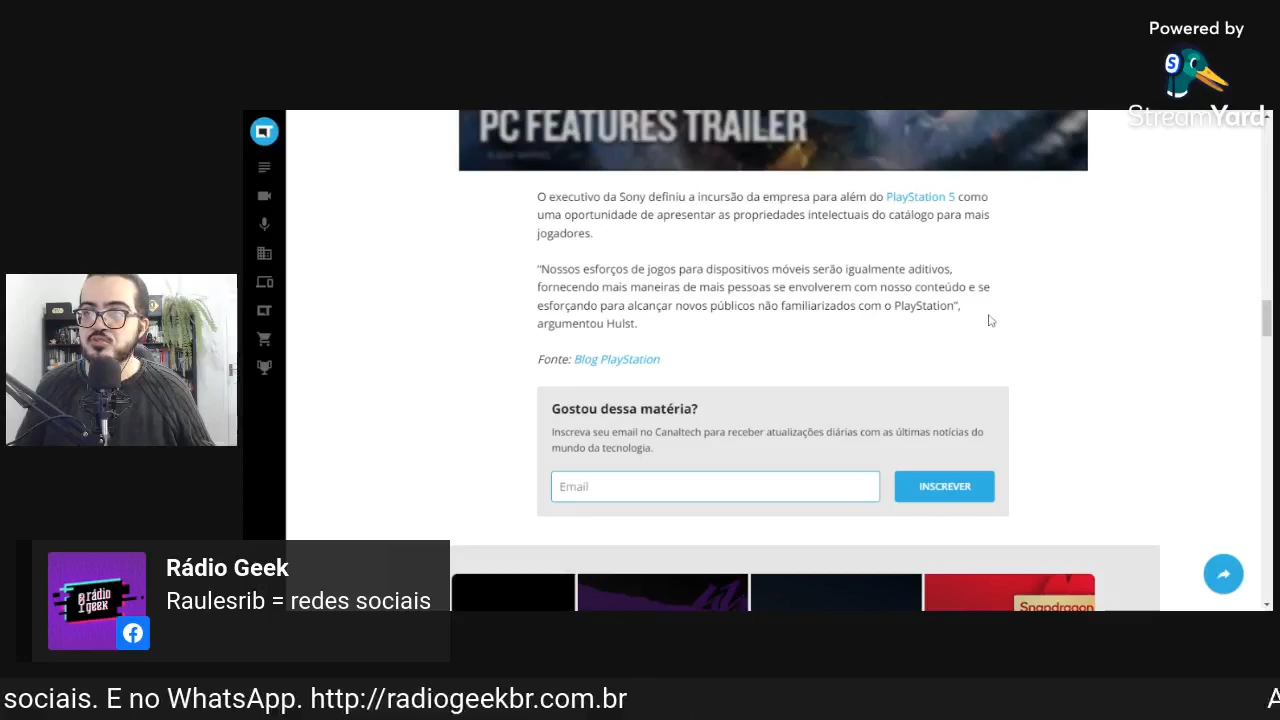 Powered by
StreamYard
PC FEATURES TRAILER
O executivo da Sony definiu a incursão da empresa para além do PlayStation 5 como
uma oportunidade de apresentar as propriedades intelectuais do catálogo para mais
jogadores.
"Nossos esforços de jogos para dispositivos móveis serão igualmente aditivos,
fornecendo mais maneiras de mais pessoas se envolverem com nosso conteúdo e se
esforçando para alcançar novos públicos não familiarizados com o PlayStation",
argumentou Hulst.
Fonte: Blog PlayStation
Gostou dessa matéria?
Inscreva seu email no Canaltech para receber atualizações diárias com as últimas notícias do
mundo da tecnologia.
Email
INSCREVER
Snapdragon
rádio
geek
Rádio Geek
Raulesrib = redes sociais
sociais. E no WhatsApp. http://radiogeekbr.com.br
A